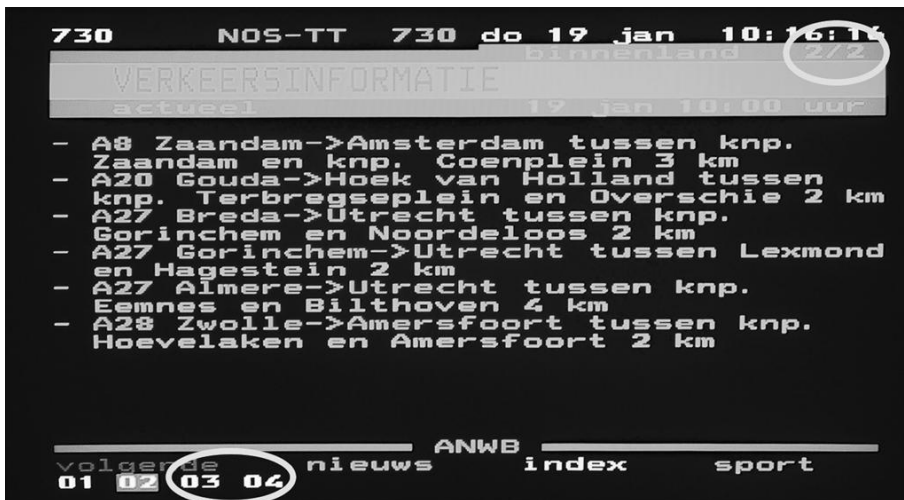 730 NOS-TT 730 do 19 jan 10:16:16
binnenland 2/2
VERKEERSINFORMATIE
actueel 19 jan 10:00 uur
- A8 Zaandam->Amsterdam tussen knp.
Zaandam en knp. Coenplein 3 km
- A20 Gouda->Hoek van Holland tussen
knp. Terbregseplein en Overschie 2 km
- A27 Breda->Utrecht tussen knp.
Gorinchem en Noordeloos 2 km
- A27 Gorinchem->Utrecht tussen Lexmond
en Hagestein 2 km
- A27 Almere->Utrecht tussen knp.
Eemnes en Bilthoven 4 km
- A28 Zwolle->Amersfoort tussen knp.
Hoevelaken en Amersfoort 2 km
ANWB
volgende nieuws index sport
01 02 03 04